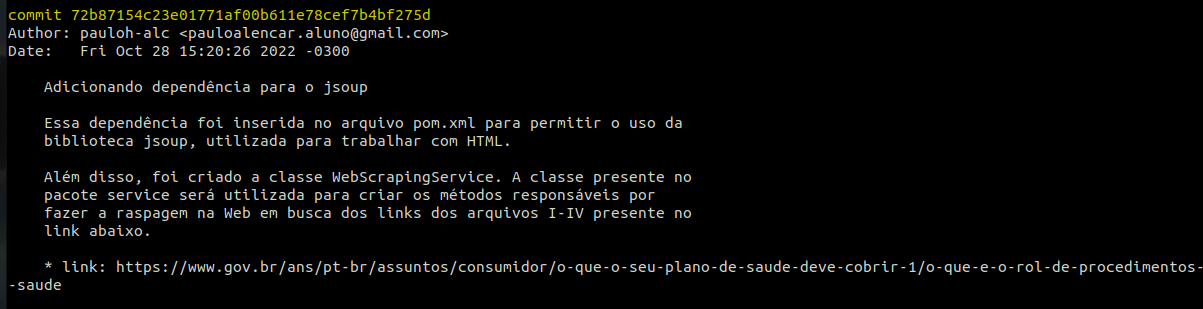 commit 72b87154c23e01771af00b611e78cef7b4bf275d
Author: pauloh-alc <pauloalencar.aluno@gmail.com>
Date:   Fri Oct 28 15:20:26 2022 -0300
Adicionando dependência para o jsoup
Essa dependência foi inserida no arquivo pom.xml para permitir o uso da
biblioteca jsoup, utilizada para trabalhar com HTML.
Além disso, foi criado a classe WebScrapingService. A classe presente no
pacote service será utilizada para criar os métodos responsáveis por
fazer a raspagem na Web em busca dos links dos arquivos I-IV presente no
link abaixo.
* link: https://www.gov.br/ans/pt-br/assuntos/consumidor/o-que-o-seu-plano-de-saude-deve-cobrir-1/o-que-e-o-rol-de-procedimentos-
-saude